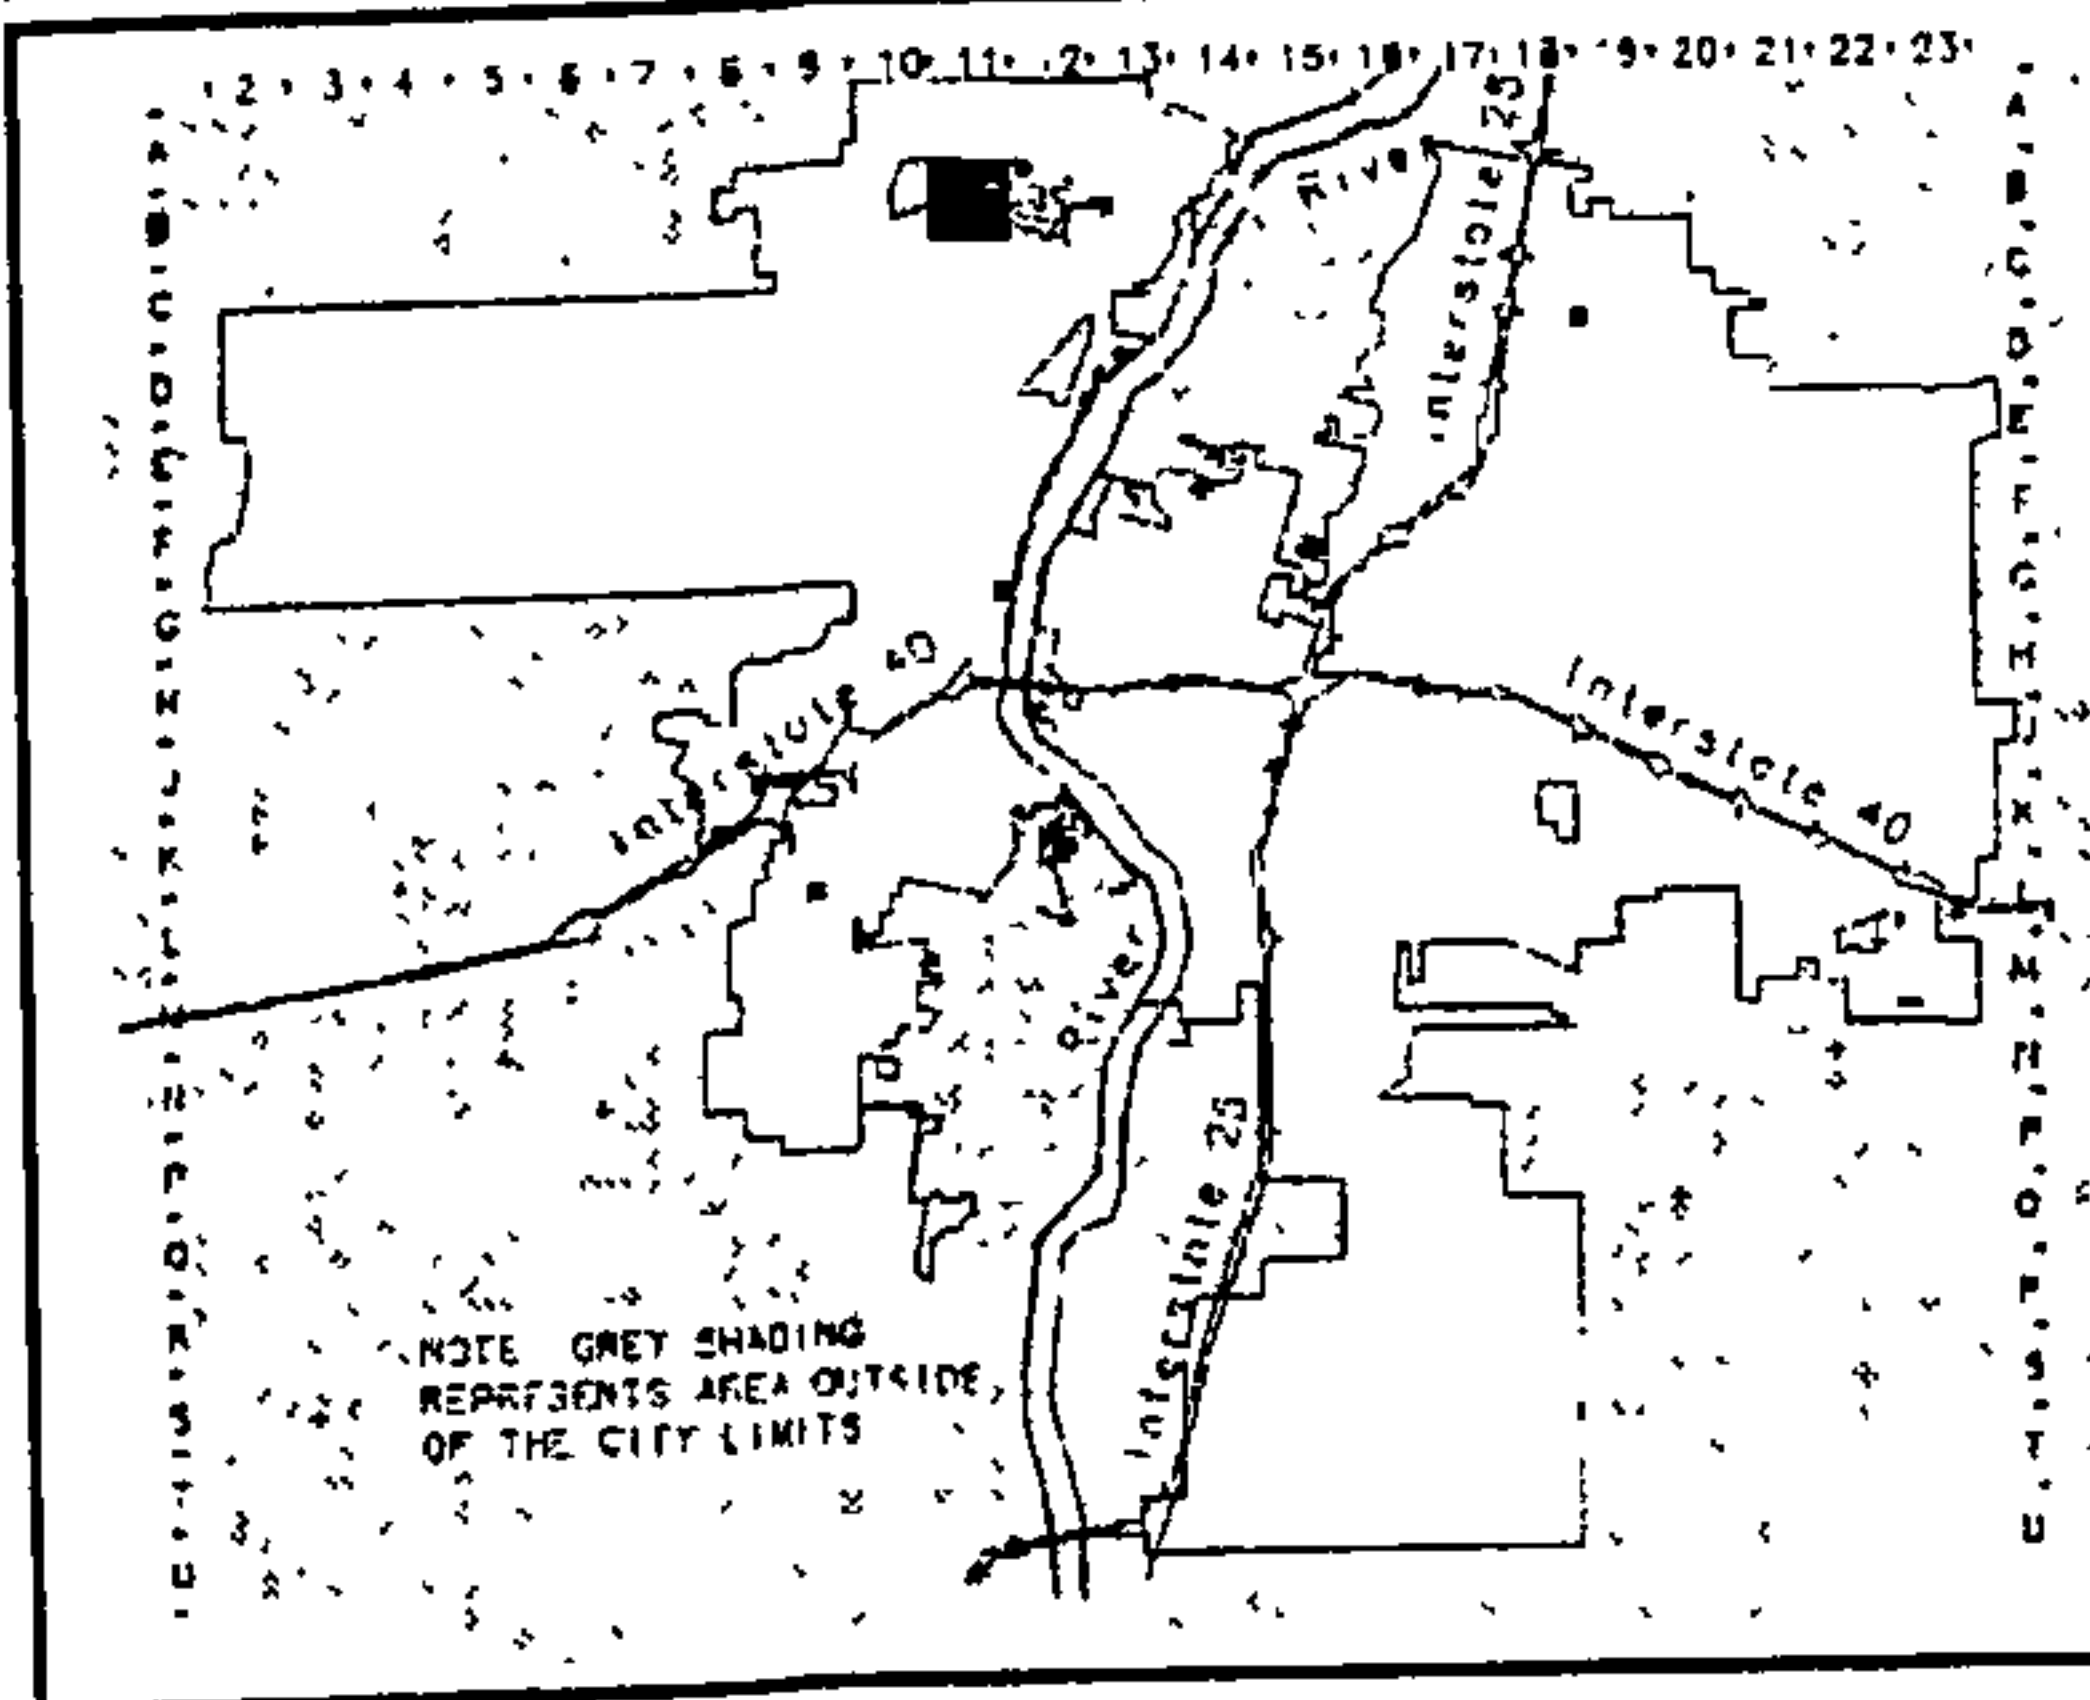 2 · 3 · 4 · 5 · 6 · 7 · 8 · 9 · 10 · 11 · 12 · 13 · 14 · 15 · 16 · 17 · 18 · 19 · 20 · 21 · 22 · 23 ·
A
B
C
D
E
F
G
H
J
K
L
M
N
P
Q
R
S
T
U
River
Interstate 25
Interstate 40
Interstate 40
River
Interstate 25
NOTE GREY SHADING
REPRESENTS AREA OUTSIDE
OF THE CITY LIMITS
A
B
C
D
E
F
G
H
J
K
L
M
N
P
Q
R
S
T
U